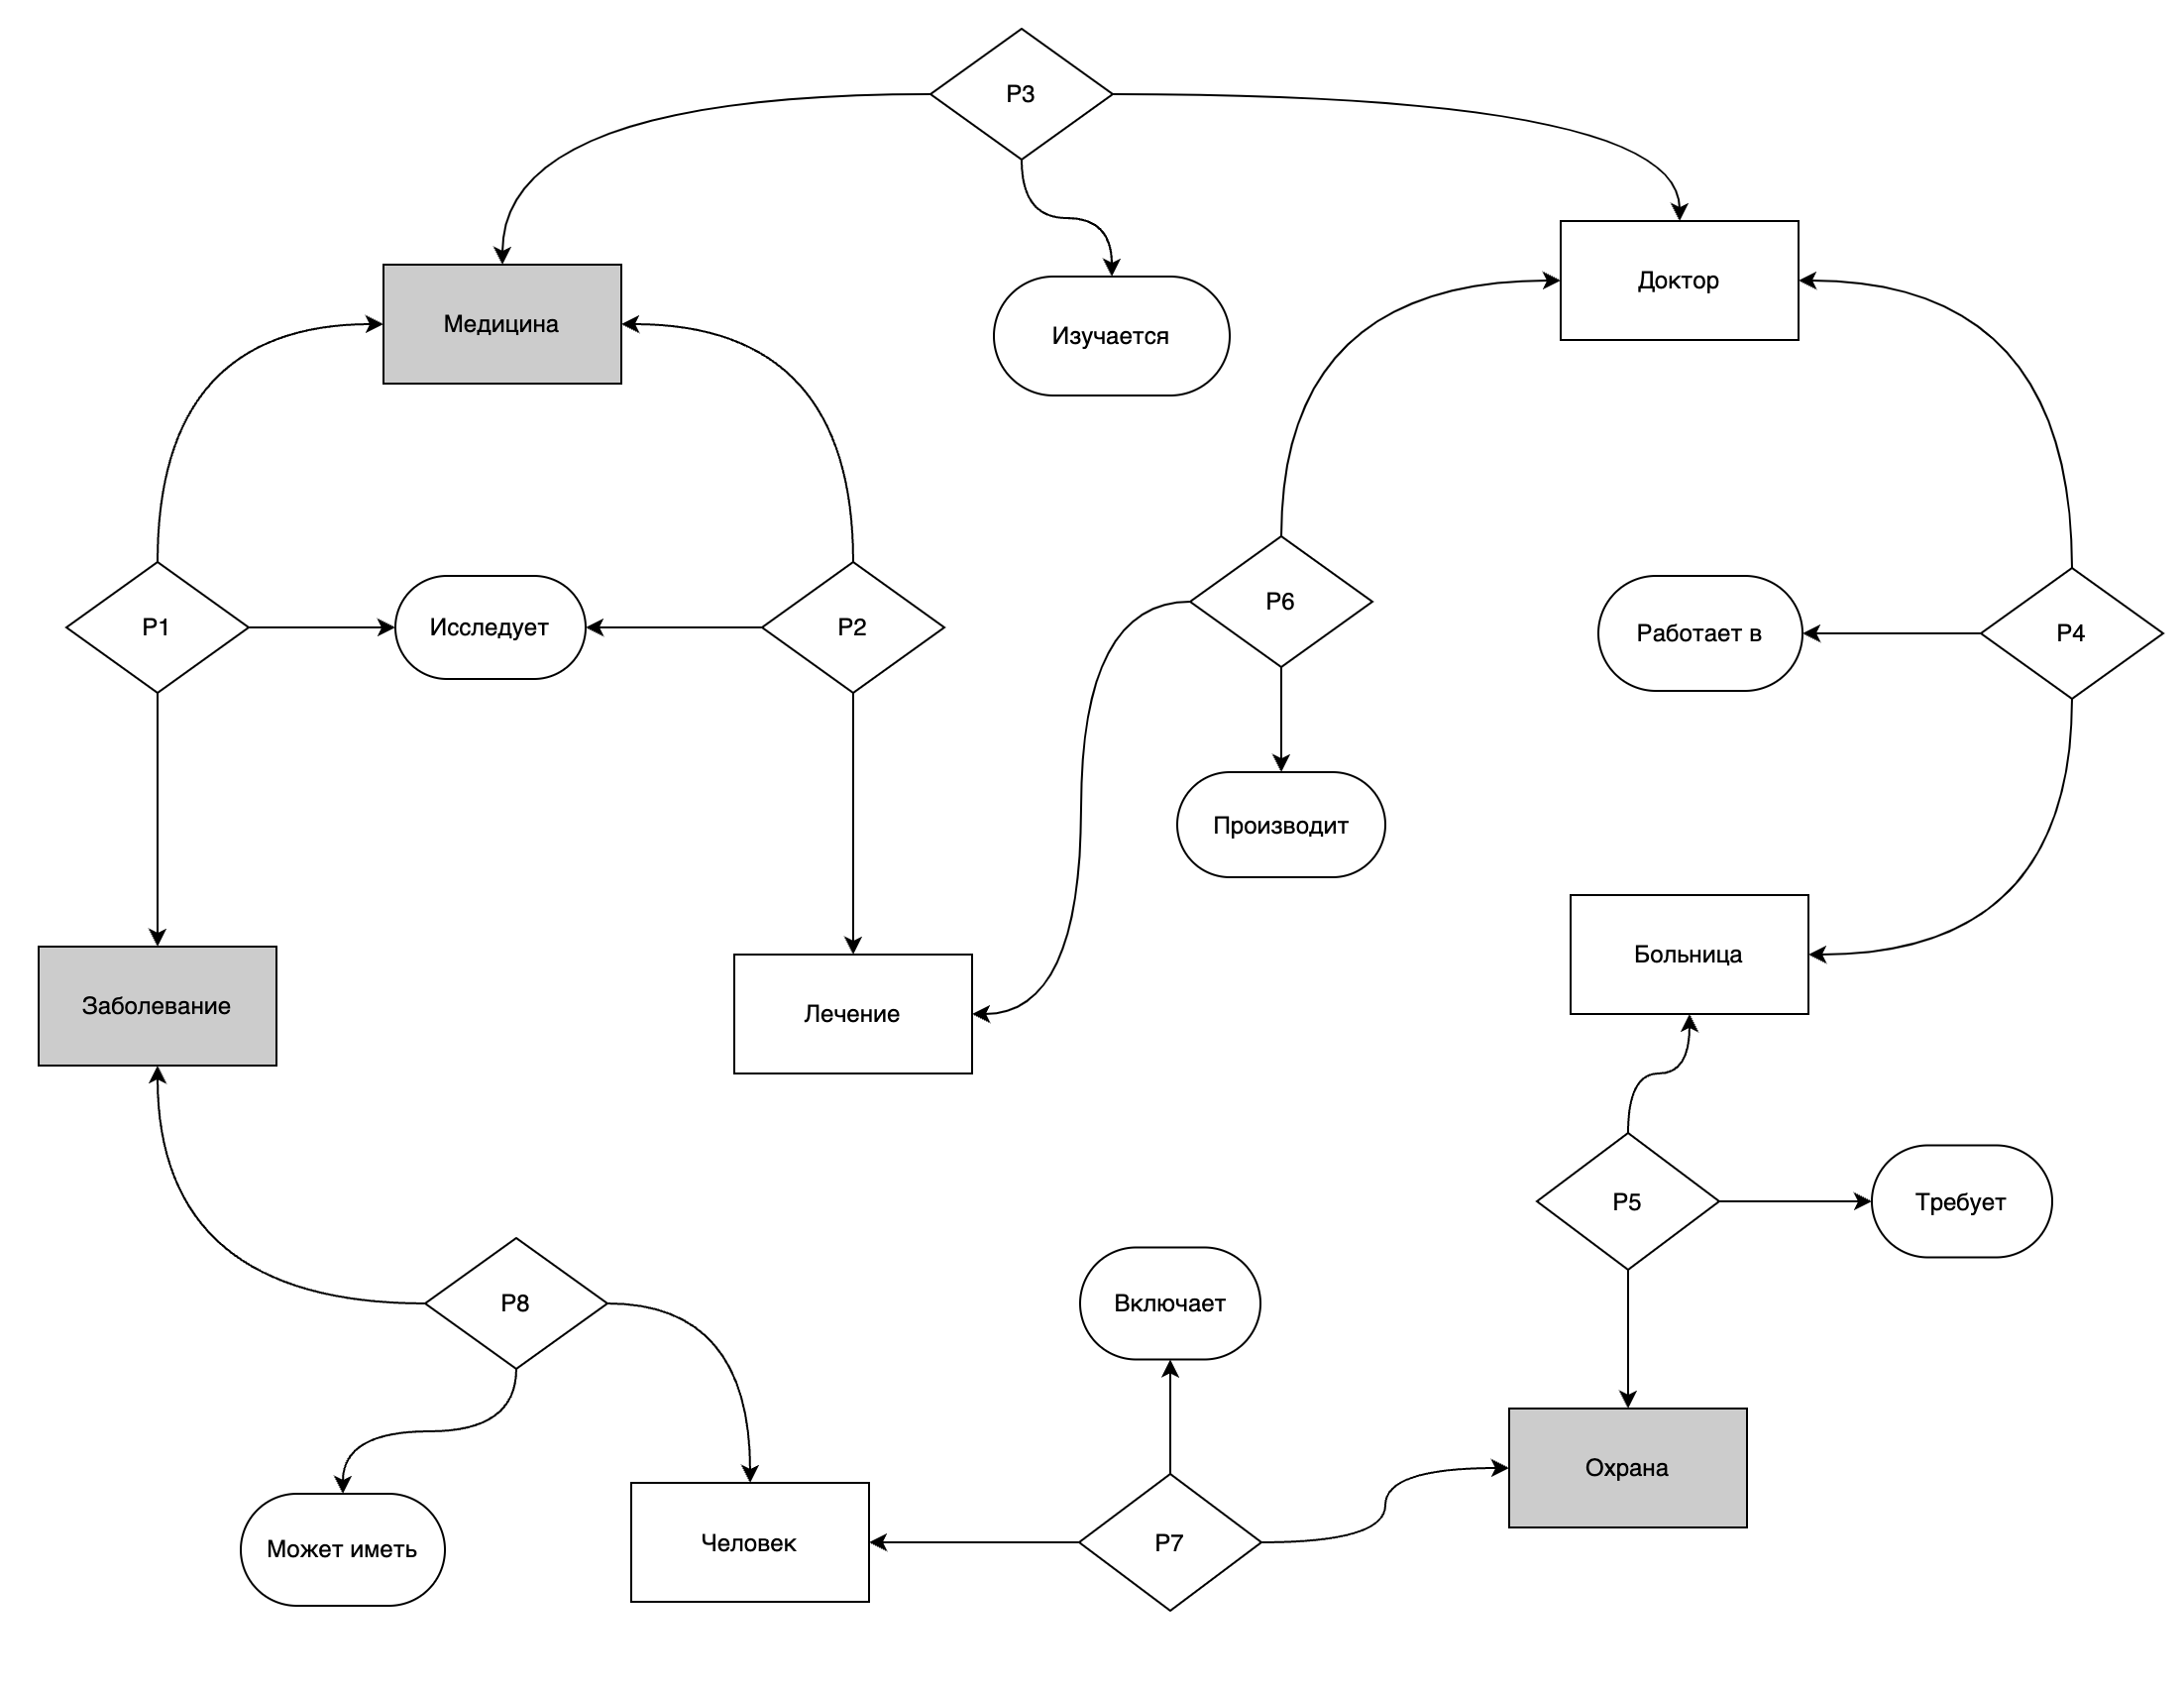 P3
Доктор
Медицина
Изучается
P6
P1
Исследует
P2
Работает в
P4
Производит
Больница
Заболевание
Лечение
P5
Требует
P8
Включает
Охрана
Человек
P7
Может иметь